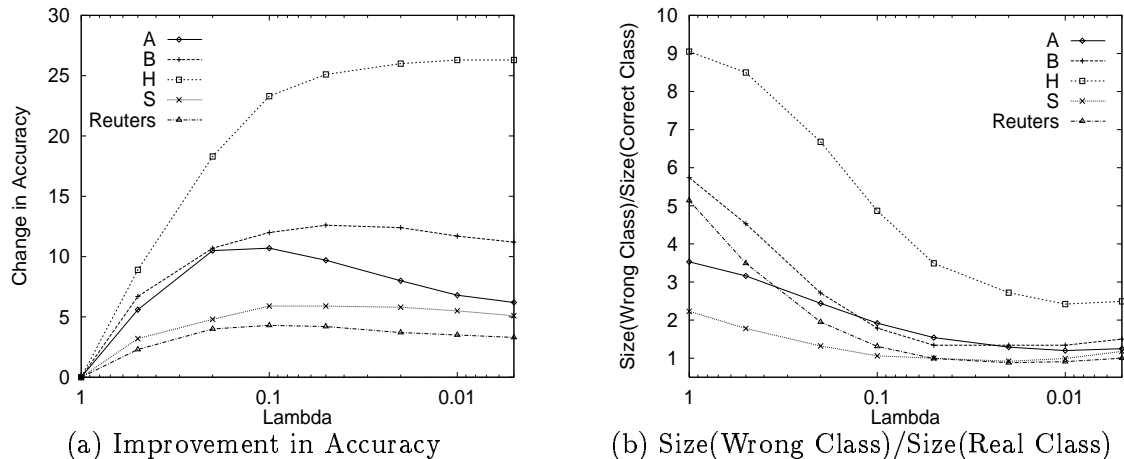 Change in Accuracy
30
25
20
15
10
5
0
1
0.1
0.01
Lambda
A
B
H
S
Reuters
(a) Improvement in Accuracy
Size(Wrong Class)/Size(Correct Class)
10
9
8
7
6
5
4
3
2
1
1
0.1
0.01
Lambda
A
B
H
S
Reuters
(b) Size(Wrong Class)/Size(Real Class)